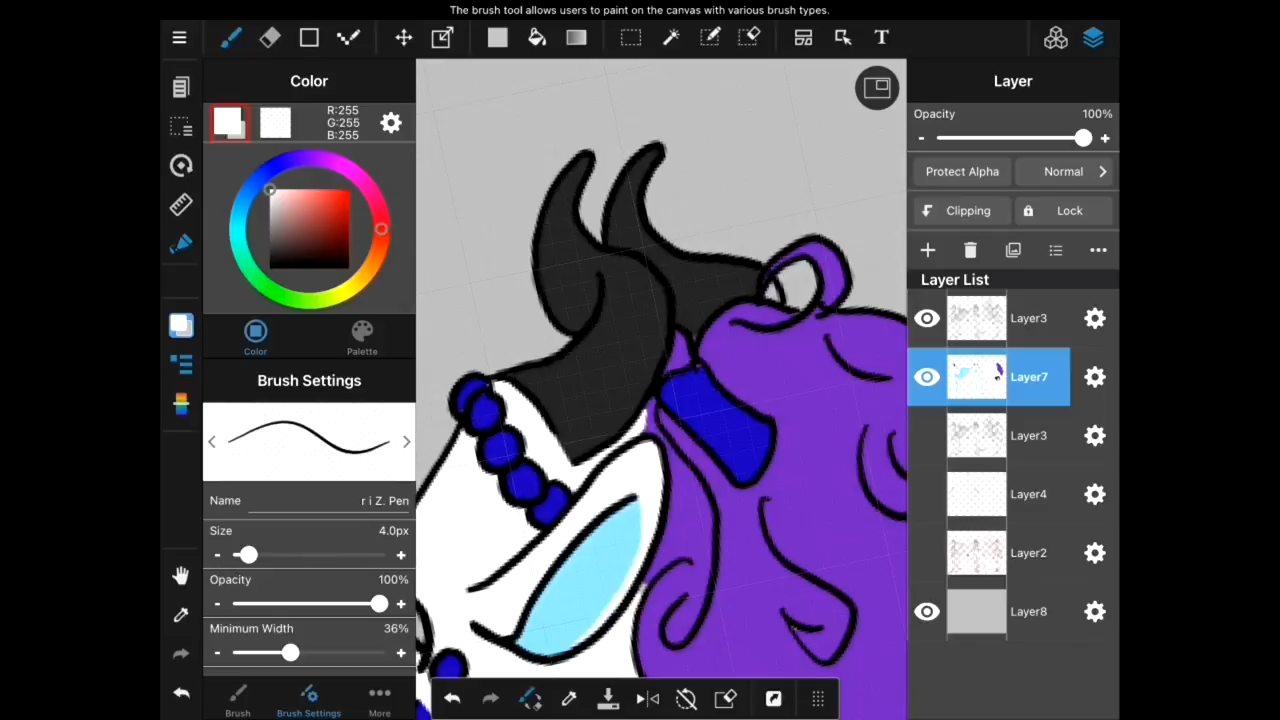 The brush tool allows users to paint on the canvas with various brush types.
T
Color
Layer
R:255
G:255
B:255
Opacity 100%
- +
Protect Alpha Normal
Clipping Lock
Layer List
Layer3
Color Palette
Layer7
Brush Settings
Layer3
Name r i Z. Pen
Layer4
Size 4.0px
- +
Layer2
Opacity 100%
- +
Layer8
Minimum Width 36%
- +
Brush Brush Settings More